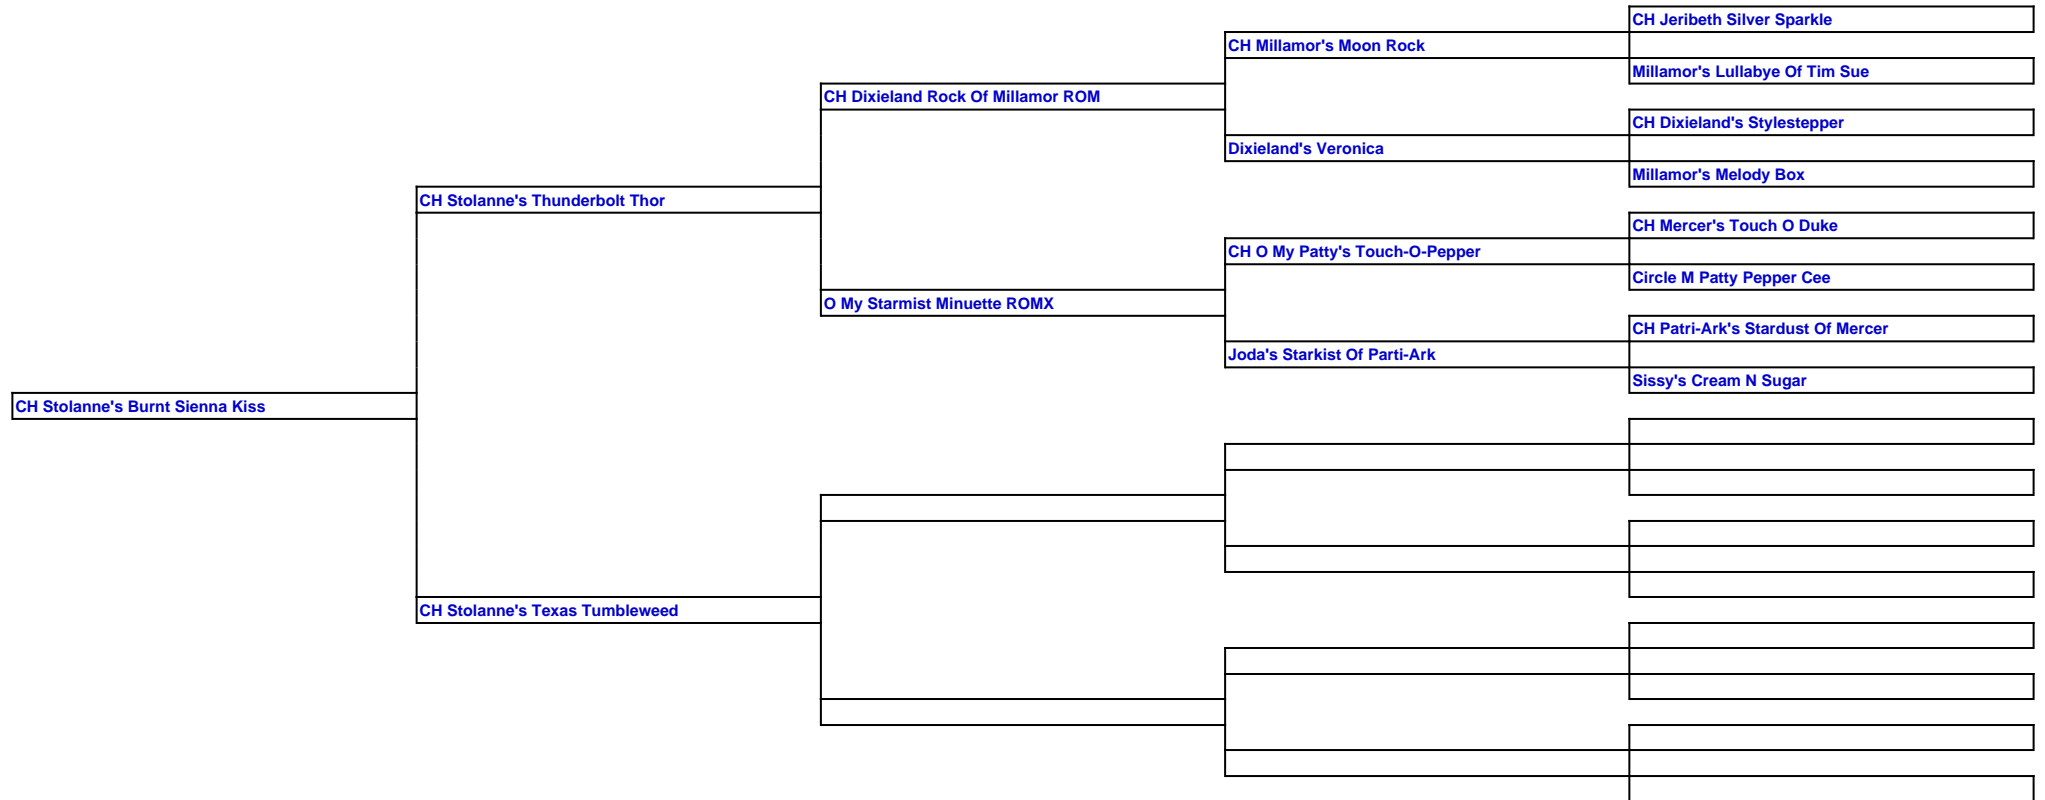 CH Jeribeth Silver Sparkle
CH Millamor's Moon Rock
Millamor's Lullabye Of Tim Sue
CH Dixieland Rock Of Millamor ROM
CH Dixieland's Stylestepper
Dixieland's Veronica
Millamor's Melody Box
CH Stolanne's Thunderbolt Thor
CH Mercer's Touch O Duke
CH O My Patty's Touch-O-Pepper
Circle M Patty Pepper Cee
O My Starmist Minuette ROMX
CH Patri-Ark's Stardust Of Mercer
Joda's Starkist Of Parti-Ark
Sissy's Cream N Sugar
CH Stolanne's Burnt Sienna Kiss
CH Stolanne's Texas Tumbleweed